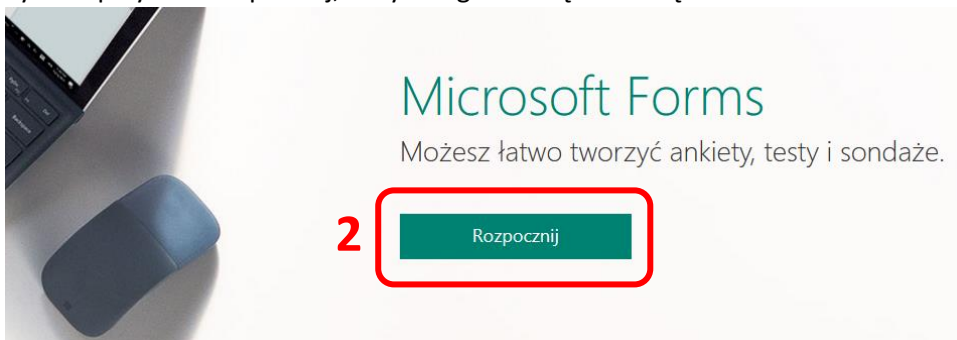 Microsoft Forms
Możesz łatwo tworzyć ankiety, testy i sondaże.
2
Rozpocznij